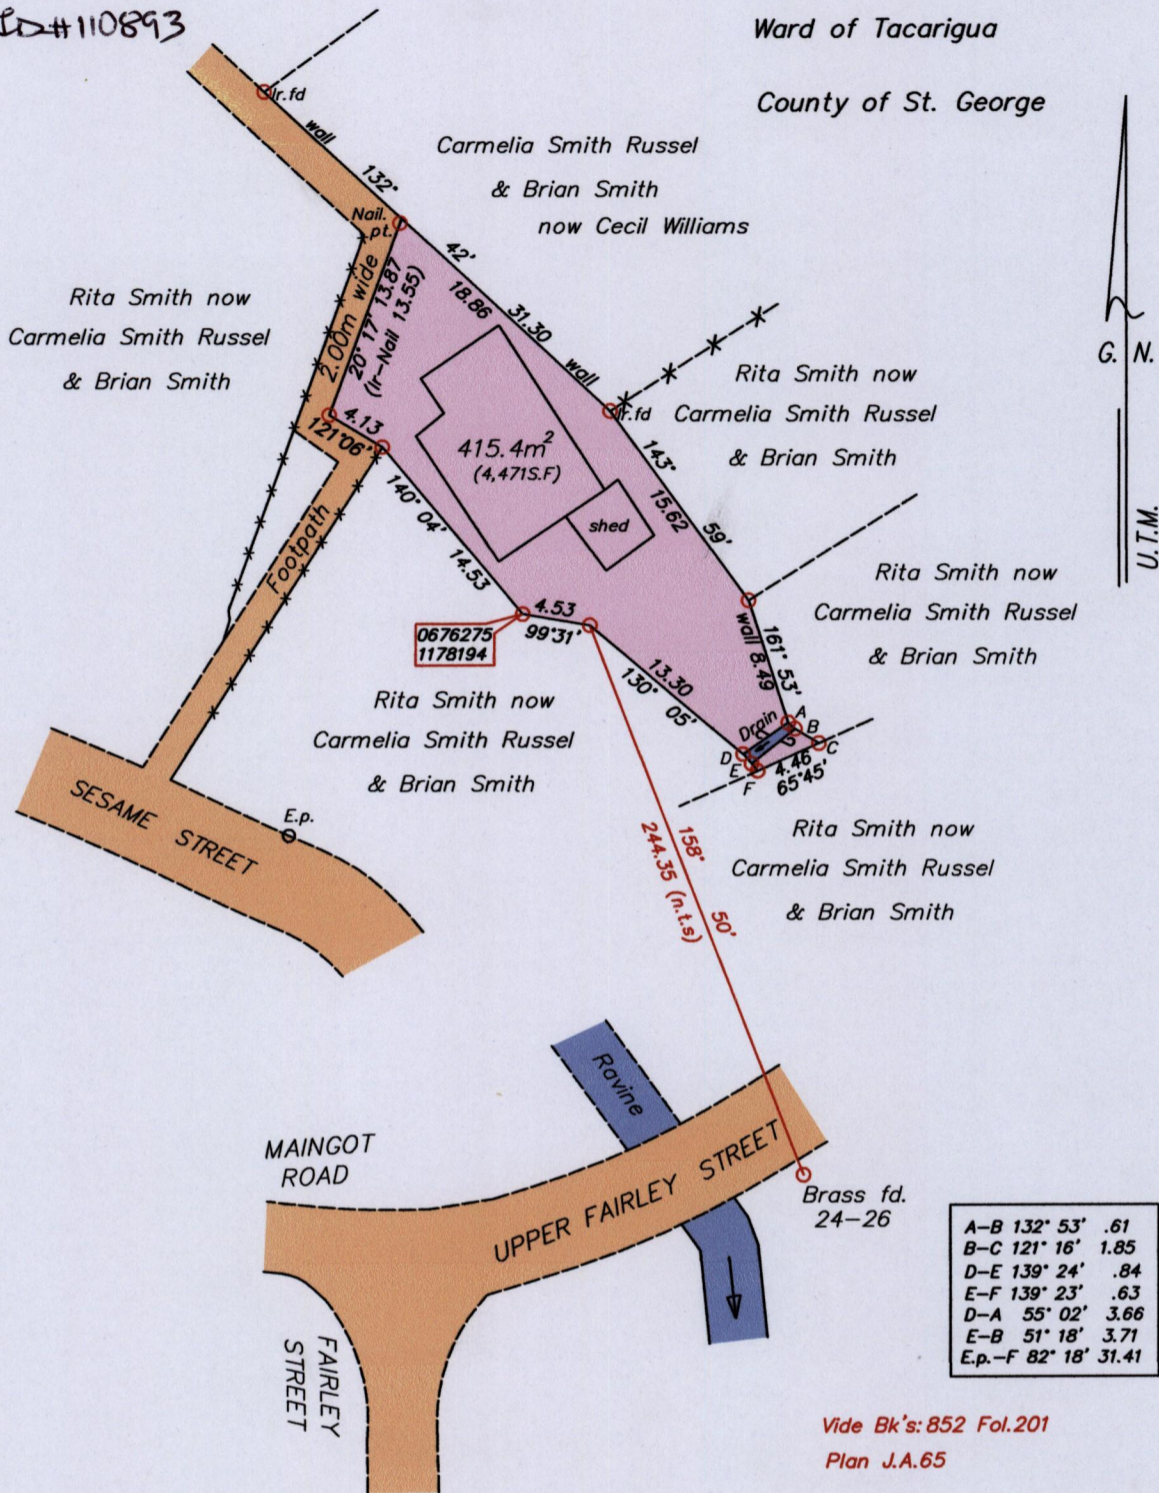 ID#110893
Ward of Tacarigua
County of St. George
Ir.fd
wall
132°
Carmelia Smith Russel
& Brian Smith
now Cecil Williams
Nail.
pt.
42'
18.86
31.30
wall
Ir.fd
G. N.
U.T.M.
Rita Smith now
Carmelia Smith Russel
& Brian Smith
2.00m wide
20° 17' 13.87
(Ir-Nail 13.55)
4.13
121°06'
Rita Smith now
Carmelia Smith Russel
& Brian Smith
415.4m²
(4,471S.F)
shed
143°
15.62
59'
140° 04'
14.53
Footpath
4.53
99°31'
0676275
1178194
Rita Smith now
Carmelia Smith Russel
& Brian Smith
161° 53'
wall 8.49
13.30
130° 05'
Drain
A
B
C
D
E
F
4.46
65°45'
Rita Smith now
Carmelia Smith Russel
& Brian Smith
SESAME STREET
E.p.
158°
50'
244.35 (n.t.s)
Rita Smith now
Carmelia Smith Russel
& Brian Smith
Ravine
MAINGOT
ROAD
UPPER FAIRLEY STREET
Brass fd.
24-26
FAIRLEY
STREET
A-B 132° 53' .61
B-C 121° 16' 1.85
D-E 139° 24' .84
E-F 139° 23' .63
D-A 55° 02' 3.66
E-B 51° 18' 3.71
E.p.-F 82° 18' 31.41
Vide Bk's: 852 Fol.201
Plan J.A.65